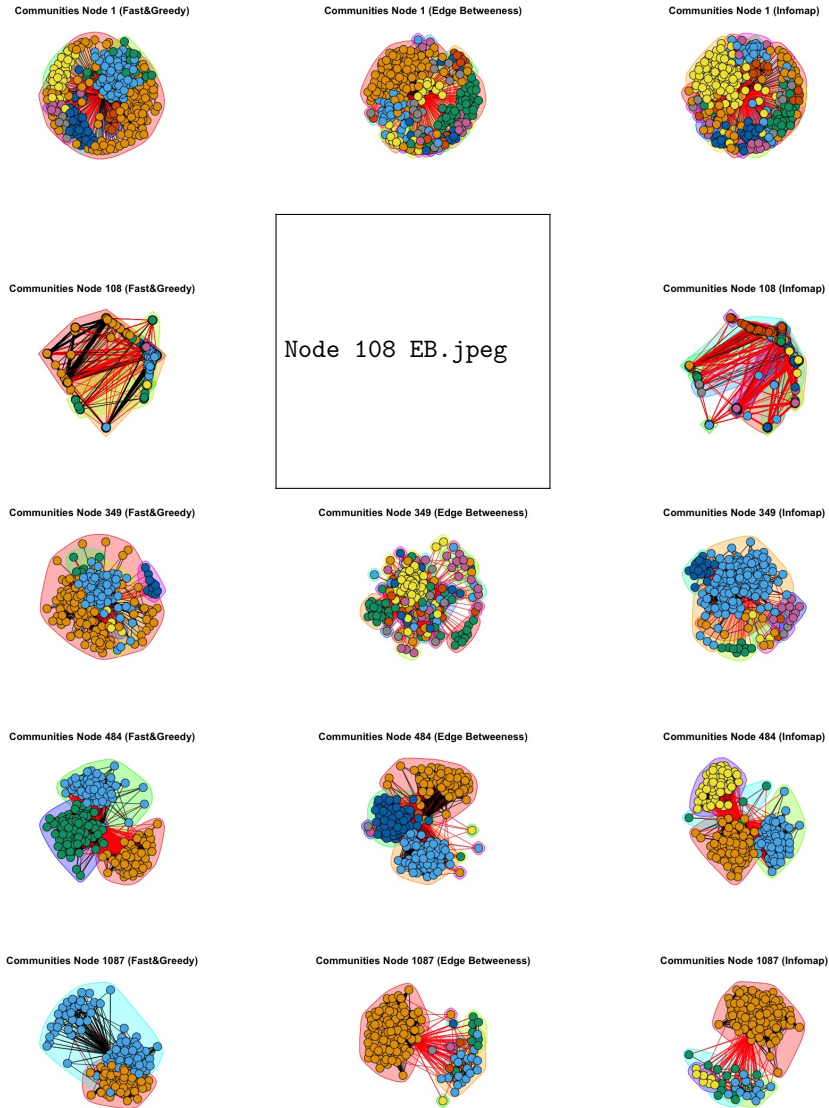 Communities Node 1 (Fast&Greedy)
Communities Node 1 (Edge Betweeness)
Communities Node 1 (Infomap)
Communities Node 108 (Fast&Greedy)
Node 108 EB.jpeg
Communities Node 108 (Infomap)
Communities Node 349 (Fast&Greedy)
Communities Node 349 (Edge Betweeness)
Communities Node 349 (Infomap)
Communities Node 484 (Fast&Greedy)
Communities Node 484 (Edge Betweeness)
Communities Node 484 (Infomap)
Communities Node 1087 (Fast&Greedy)
Communities Node 1087 (Edge Betweeness)
Communities Node 1087 (Infomap)